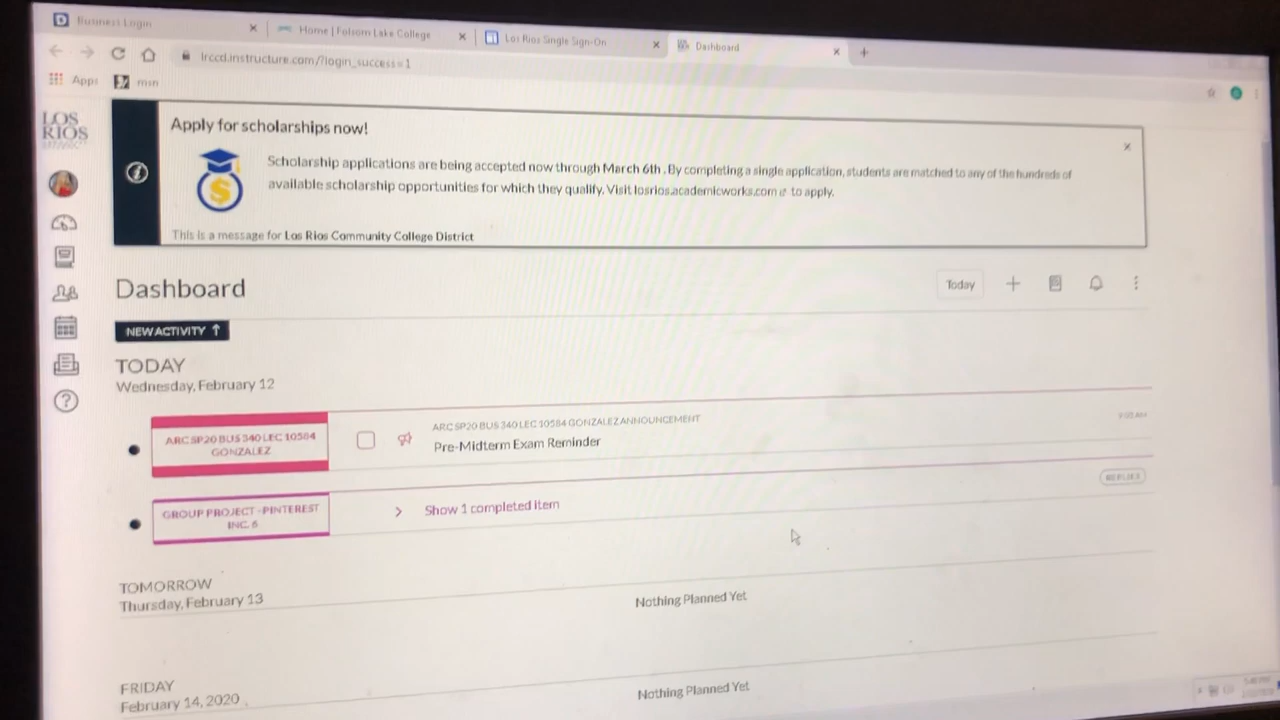 Business Login
Home | Folsom Lake College
Los Rios Single Sign-On
Dashboard
lrccd.instructure.com/?login_success=1
Apps
msn
LOS
RIOS
Apply for scholarships now!
Scholarship applications are being accepted now through March 6th. By completing a single application, students are matched to any of the hundreds of
available scholarship opportunities for which they qualify. Visit losrios.academicworks.com to apply.
This is a message for Los Rios Community College District
Dashboard
Today
NEW ACTIVITY
TODAY
Wednesday, February 12
ARC SP20 BUS 340 LEC 10584
GONZALEZ
ARC SP20 BUS 340 LEC 10584 GONZALEZ ANNOUNCEMENT
Pre-Midterm Exam Reminder
REPLIES
GROUP PROJECT - PINTEREST
INC. 6
Show 1 completed item
TOMORROW
Thursday, February 13
Nothing Planned Yet
FRIDAY
February 14, 2020
Nothing Planned Yet